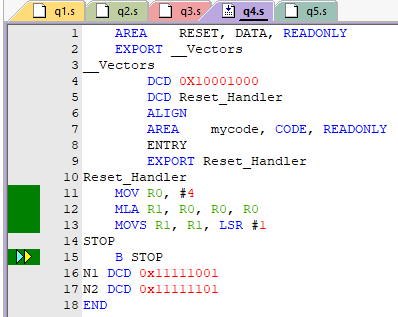 q1.s q2.s q3.s q4.s q5.s
1 AREA RESET, DATA, READONLY
2 EXPORT __Vectors
3 __Vectors
4 DCD 0X10001000
5 DCD Reset_Handler
6 ALIGN
7 AREA mycode, CODE, READONLY
8 ENTRY
9 EXPORT Reset_Handler
10 Reset_Handler
11 MOV R0, #4
12 MLA R1, R0, R0, R0
13 MOVS R1, R1, LSR #1
14 STOP
15 B STOP
16 N1 DCD 0x11111001
17 N2 DCD 0x11111101
18 END